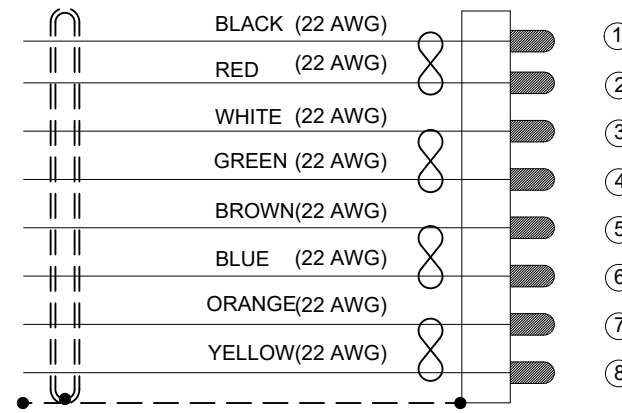 BLACK (22 AWG)
1
RED (22 AWG)
2
WHITE (22 AWG)
3
GREEN (22 AWG)
4
BROWN(22 AWG)
5
BLUE (22 AWG)
6
ORANGE(22 AWG)
7
YELLOW(22 AWG)
8